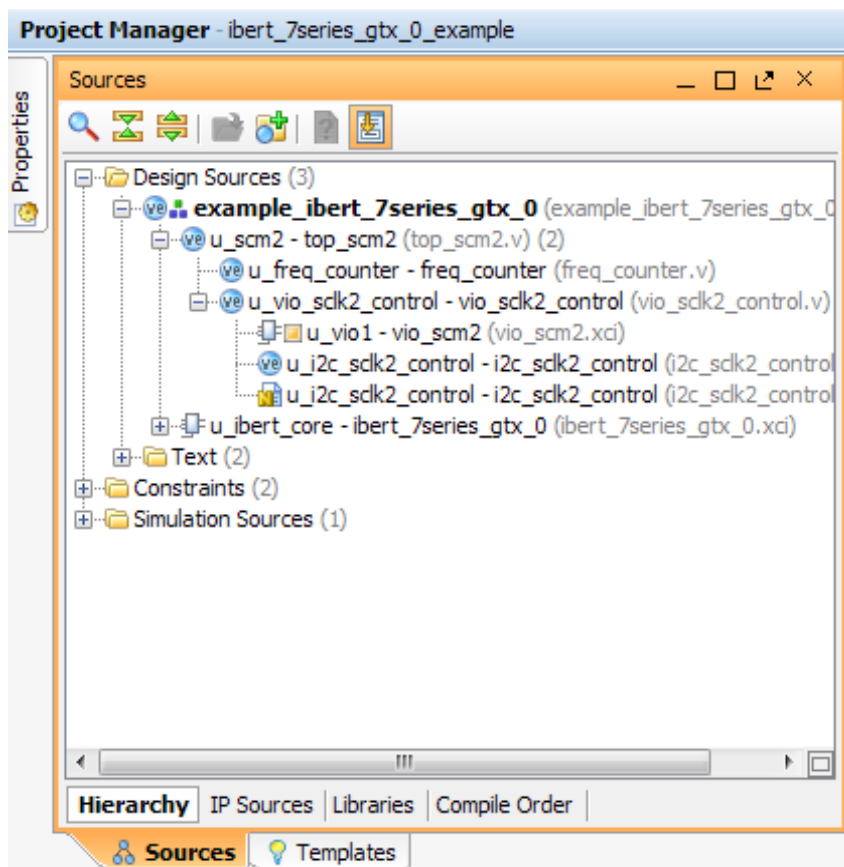 Project Manager - ibert_7series_gtx_0_example
Properties
Sources
Design Sources (3)
example_ibert_7series_gtx_0 (example_ibert_7series_gtx_0
u_scm2 - top_scm2 (top_scm2.v) (2)
u_freq_counter - freq_counter (freq_counter.v)
u_vio_sclk2_control - vio_sclk2_control (vio_sclk2_control.v)
u_vio1 - vio_scm2 (vio_scm2.xci)
u_i2c_sclk2_control - i2c_sclk2_control (i2c_sclk2_control
u_i2c_sclk2_control - i2c_sclk2_control (i2c_sclk2_control
u_ibert_core - ibert_7series_gtx_0 (ibert_7series_gtx_0.xci)
Text (2)
Constraints (2)
Simulation Sources (1)
Hierarchy IP Sources Libraries Compile Order
Sources Templates